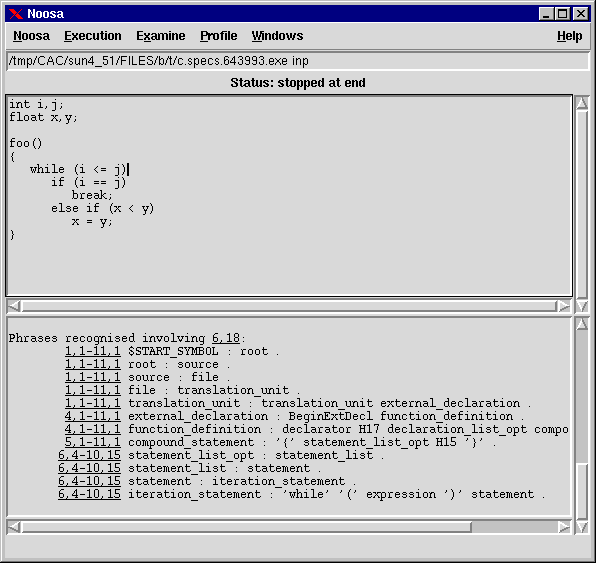 Noosa
Noosa Execution Examine Profile Windows Help
/tmp/CAC/sun4_51/FILES/b/t/c.specs.643993.exe inp
Status: stopped at end
int i,j;
float x,y;
foo()
{
   while (i <= j)
      if (i == j)
         break;
      else if (x < y)
         x = y;
}
Phrases recognised involving 6,18:
1,1-11,1 $START_SYMBOL : root .
1,1-11,1 root : source .
1,1-11,1 source : file .
1,1-11,1 file : translation_unit .
1,1-11,1 translation_unit : translation_unit external_declaration .
4,1-11,1 external_declaration : BeginExtDecl function_definition .
4,1-11,1 function_definition : declarator H17 declaration_list_opt compo
5,1-11,1 compound_statement : '{' statement_list_opt H15 '}' .
6,4-10,15 statement_list_opt : statement_list .
6,4-10,15 statement_list : statement .
6,4-10,15 statement : iteration_statement .
6,4-10,15 iteration_statement : 'while' '(' expression ')' statement .